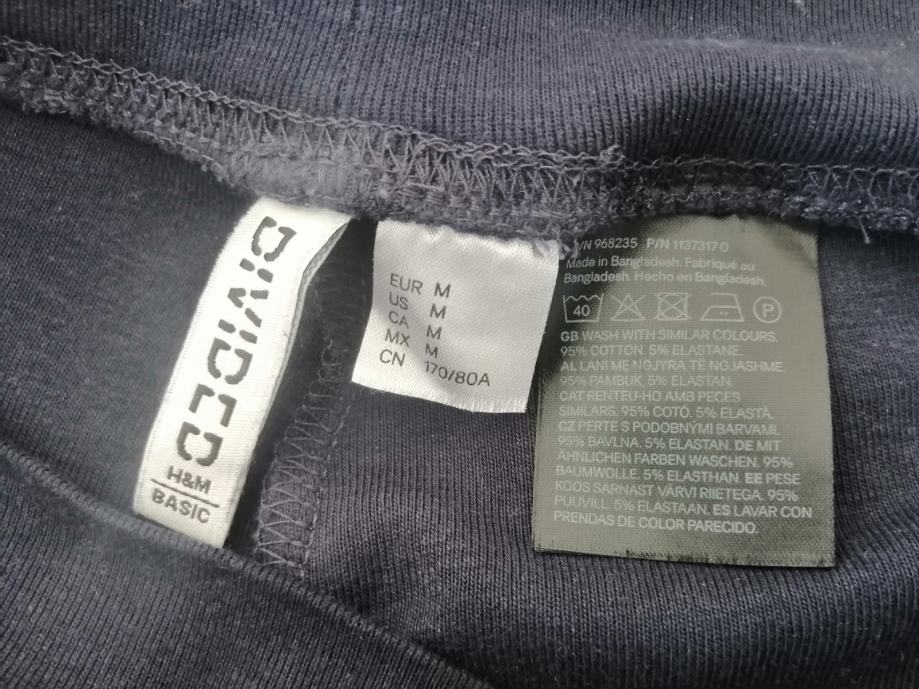 DIVIDED
H&M
BASIC
EUR M
US M
CA M
MX M
CN 170/80A
VN 968235 P/N 1137317 0
Made in Bangladesh. Fabriqué au
Bangladesh. Hecho en Bangladesh.
40 P
GB WASH WITH SIMILAR COLOURS.
95% COTTON. 5% ELASTANE.
AL LANI ME NGJYRA TE NGJASHME.
95% PAMBUK. 5% ELASTAN.
CAT RENTEU-HO AMB PECES
SIMILARS. 95% COTÓ. 5% ELASTÀ.
CZ PERTE S PODOBNÝMI BARVAMI.
95% BAVLNA. 5% ELASTAN. DE MIT
ÄHNLICHEN FARBEN WASCHEN. 95%
BAUMWOLLE. 5% ELASTHAN. EE PESE
KOOS SARNAST VÄRVI RIIETEGA. 95%
PUUVILL. 5% ELASTAAN. ES LAVAR CON
PRENDAS DE COLOR PARECIDO.